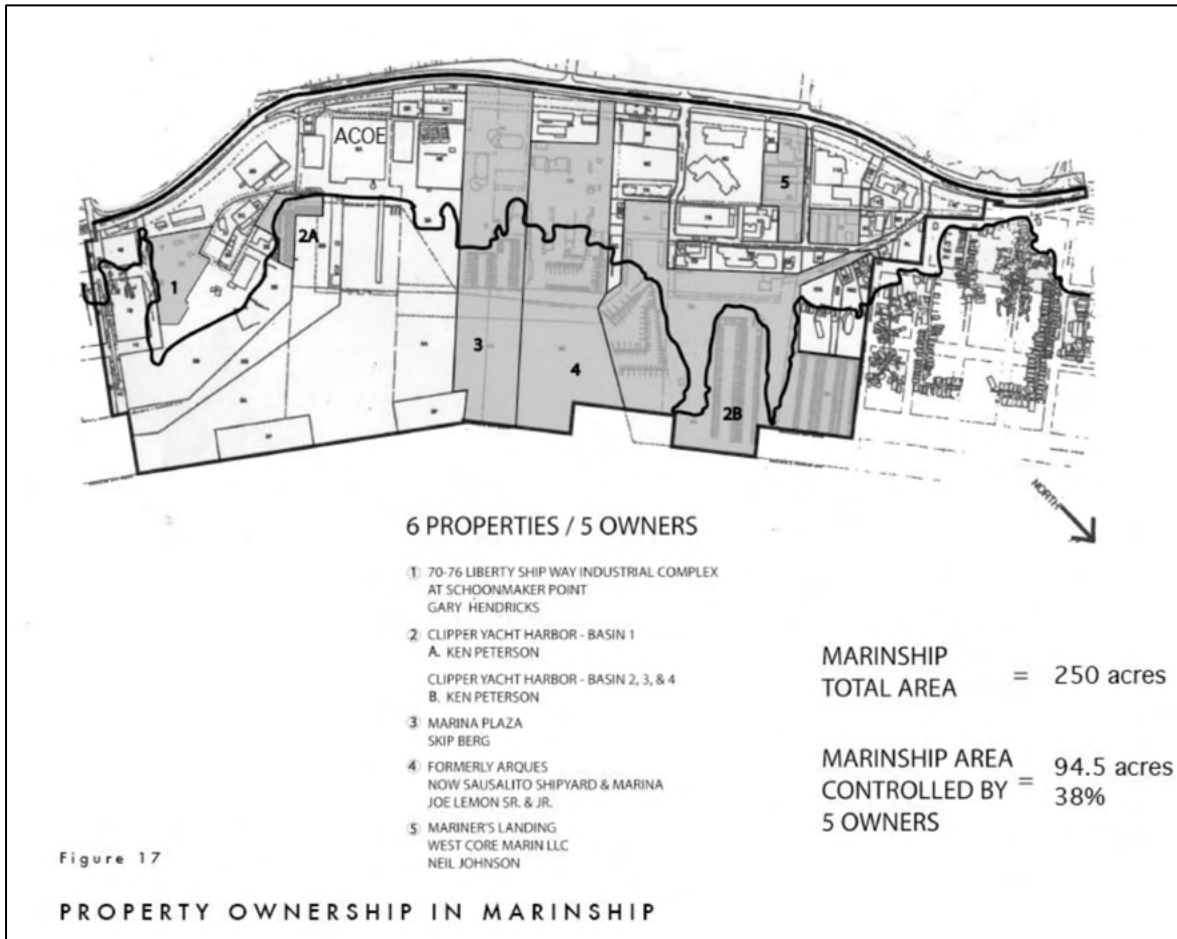 ACOE
2A
5
1
3
4
2B
NORTH
6 PROPERTIES / 5 OWNERS
1 70-76 LIBERTY SHIP WAY INDUSTRIAL COMPLEX
AT SCHOONMAKER POINT
GARY HENDRICKS
2 CLIPPER YACHT HARBOR - BASIN 1
A. KEN PETERSON
CLIPPER YACHT HARBOR - BASIN 2, 3, & 4
B. KEN PETERSON
3 MARINA PLAZA
SKIP BERG
4 FORMERLY ARQUES
NOW SAUSALITO SHIPYARD & MARINA
JOE LEMON SR. & JR.
5 MARINER'S LANDING
WEST CORE MARIN LLC
NEIL JOHNSON
MARINSHIP
TOTAL AREA = 250 acres
MARINSHIP AREA
CONTROLLED BY
5 OWNERS = 94.5 acres
38%
Figure 17
PROPERTY OWNERSHIP IN MARINSHIP